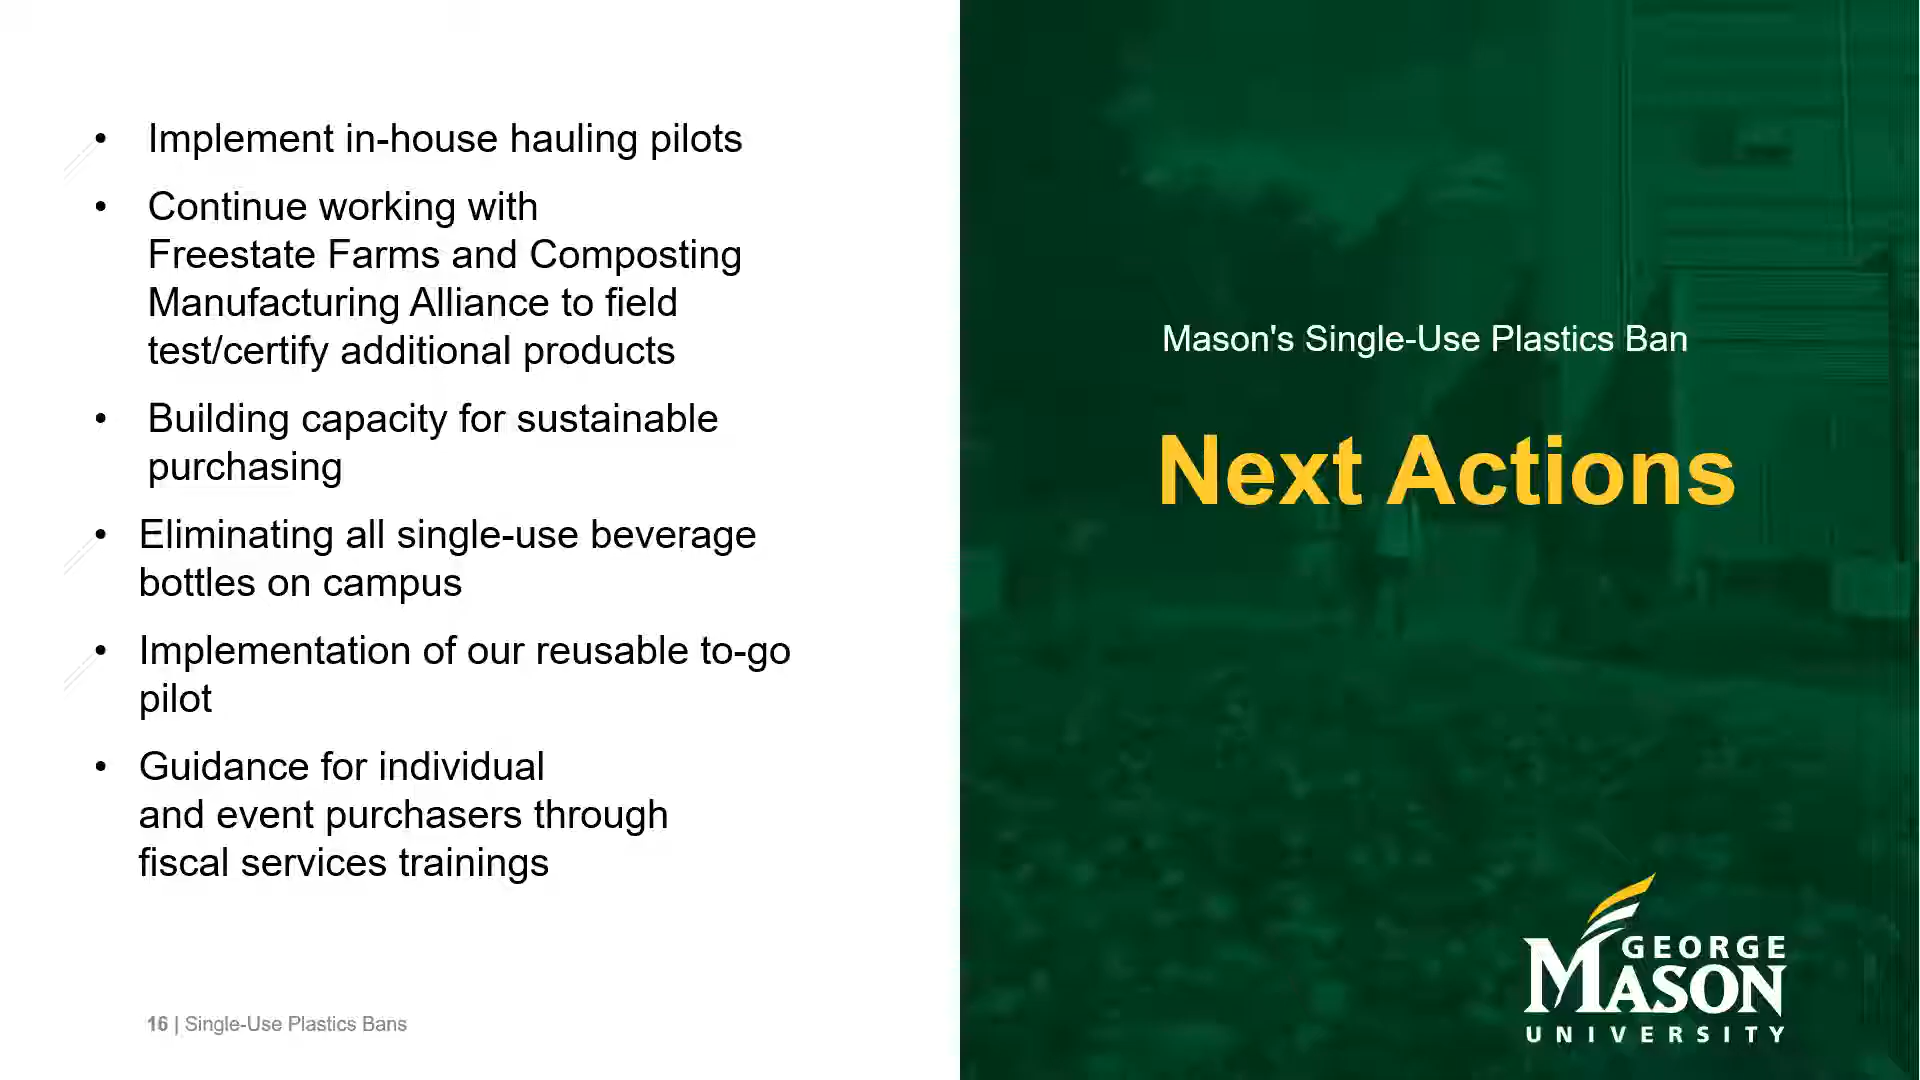 • Implement in-house hauling pilots
• Continue working with
Freestate Farms and Composting
Manufacturing Alliance to field
test/certify additional products
• Building capacity for sustainable
purchasing
• Eliminating all single-use beverage
bottles on campus
• Implementation of our reusable to-go
pilot
• Guidance for individual
and event purchasers through
fiscal services trainings
16 | Single-Use Plastics Bans
Mason's Single-Use Plastics Ban
Next Actions
GEORGE
MASON
UNIVERSITY